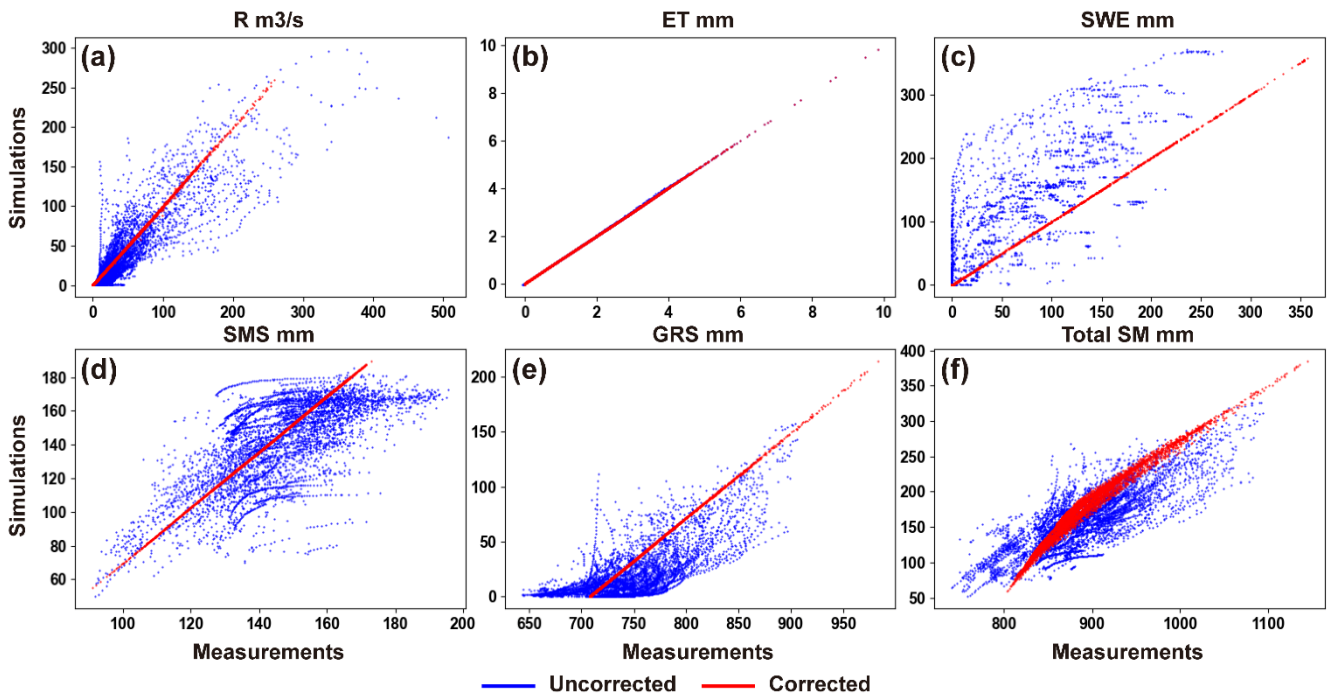 R m3/s ET mm SWE mm
(a) (b) (c)
Simulations
300
250
200
150
100
50
0
10
8
6
4
2
0
300
200
100
0
0 100 200 300 400 500
0 2 4 6 8 10
0 50 100 150 200 250 300 350
SMS mm GRS mm Total SM mm
(d) (e) (f)
Simulations
180
160
140
120
100
80
60
200
150
100
50
0
400
350
300
250
200
150
100
50
100 120 140 160 180 200
650 700 750 800 850 900 950
800 900 1000 1100
Measurements Measurements Measurements
Uncorrected Corrected